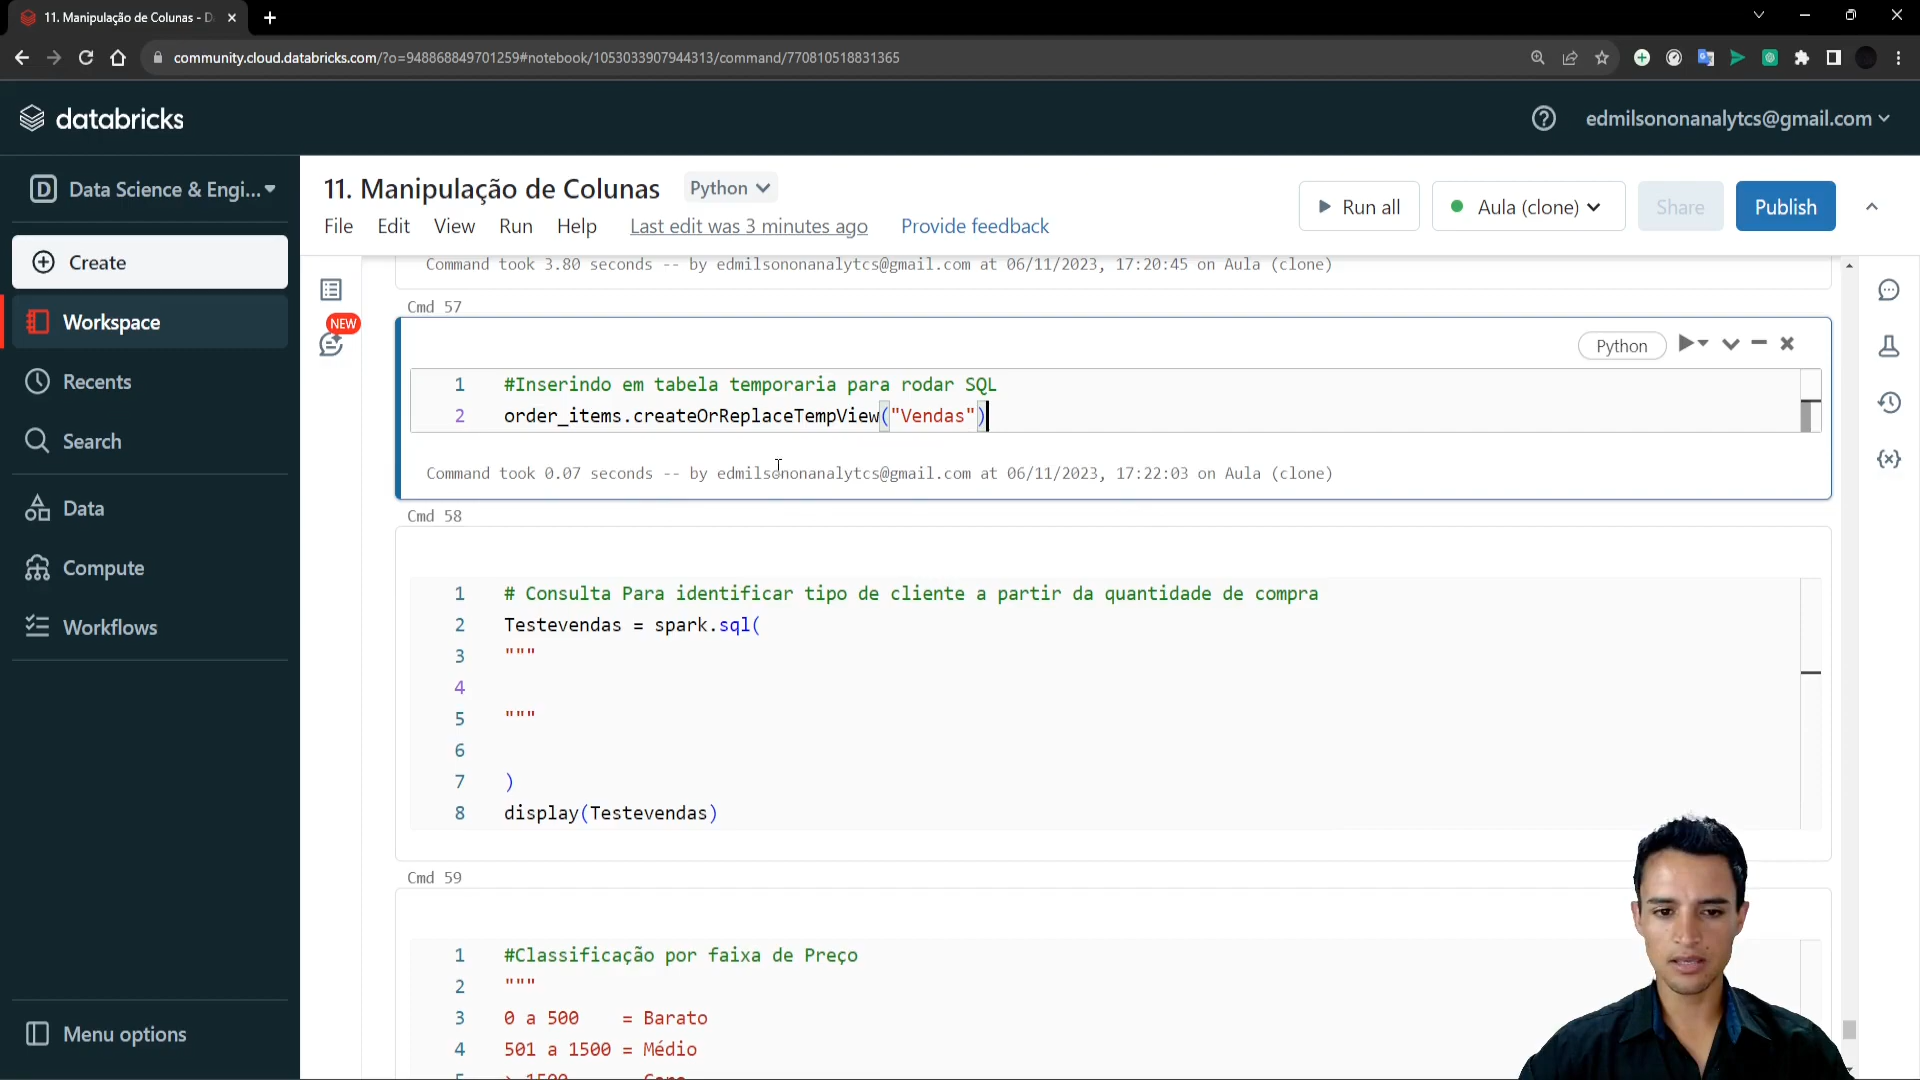 11. Manipulação de Colunas - D
community.cloud.databricks.com/?o=948868849701259#notebook/1053033907944313/command/770810518831365
databricks
edmilsononanalytcs@gmail.com
D Data Science & Engi...
11. Manipulação de Colunas Python
Run all
Aula (clone)
Share
Publish
File Edit View Run Help Last edit was 3 minutes ago Provide feedback
Create
Workspace
Recents
Search
Data
Compute
Workflows
Menu options
NEW
Command took 3.80 seconds -- by edmilsononanalytcs@gmail.com at 06/11/2023, 17:20:45 on Aula (clone)
Cmd 57
Python
1 #Inserindo em tabela temporaria para rodar SQL
2 order_items.createOrReplaceTempView("Vendas")
Command took 0.07 seconds -- by edmilsononanalytcs@gmail.com at 06/11/2023, 17:22:03 on Aula (clone)
Cmd 58
1 # Consulta Para identificar tipo de cliente a partir da quantidade de compra
2 Testevendas = spark.sql(
3 """
4
5 """
6
7 )
8 display(Testevendas)
Cmd 59
1 #Classificação por faixa de Preço
2 """
3 0 a 500 = Barato
4 501 a 1500 = Médio